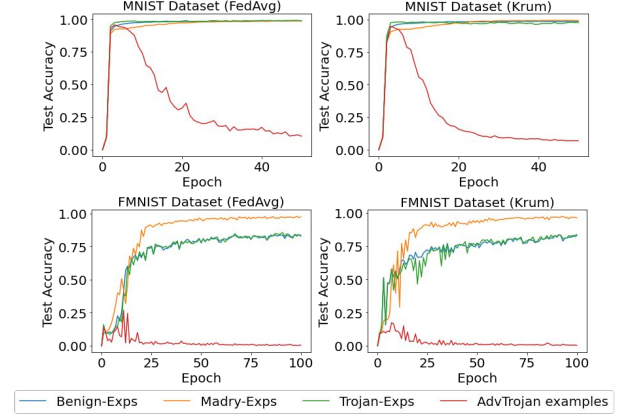 MNIST Dataset (FedAvg)
Test Accuracy
1.00
0.75
0.50
0.25
0.00
0
20
40
Epoch
MNIST Dataset (Krum)
Test Accuracy
1.00
0.75
0.50
0.25
0.00
0
20
40
Epoch
FMNIST Dataset (FedAvg)
Test Accuracy
1.00
0.75
0.50
0.25
0.00
0
25
50
75
100
Epoch
FMNIST Dataset (Krum)
Test Accuracy
1.00
0.75
0.50
0.25
0.00
0
25
50
75
100
Epoch
Benign-Exps
Madry-Exps
Trojan-Exps
AdvTrojan examples